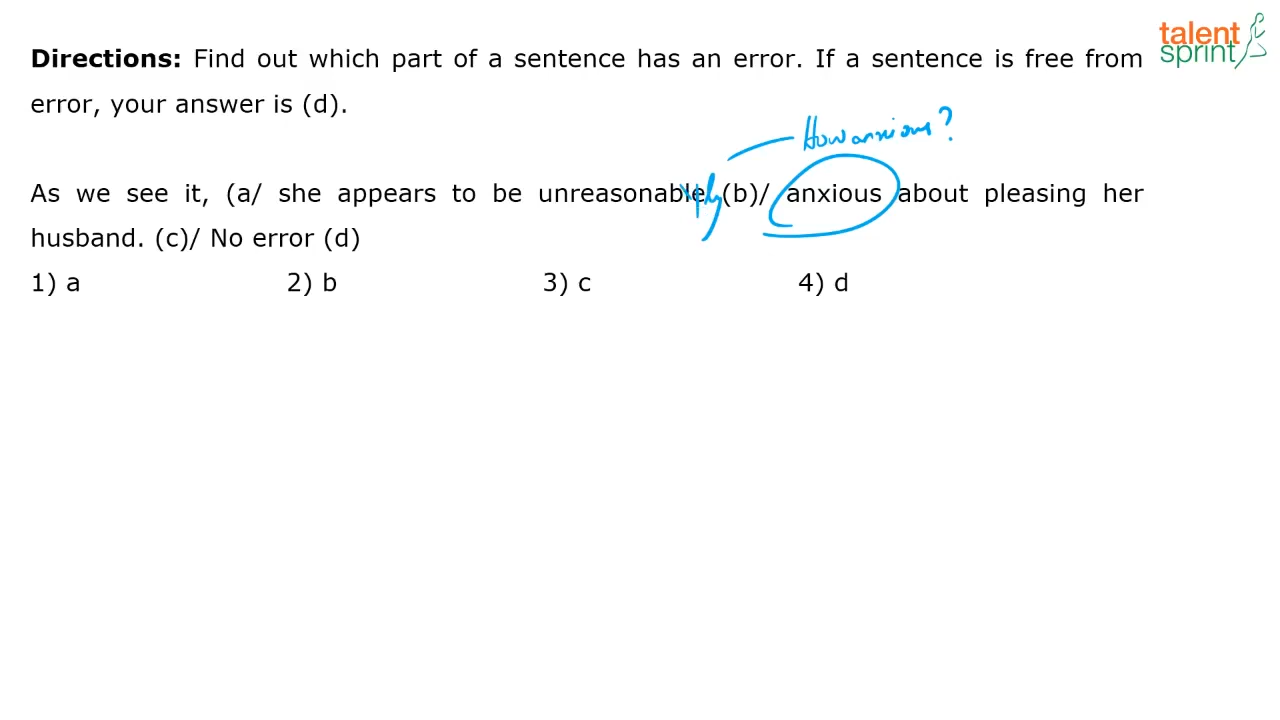 talent
sprint
Directions: Find out which part of a sentence has an error. If a sentence is free from
error, your answer is (d).
How anxious?
As we see it, (a/ she appears to be unreasonable (b)/ anxious about pleasing her
ly
husband. (c)/ No error (d)
1) a 2) b 3) c 4) d